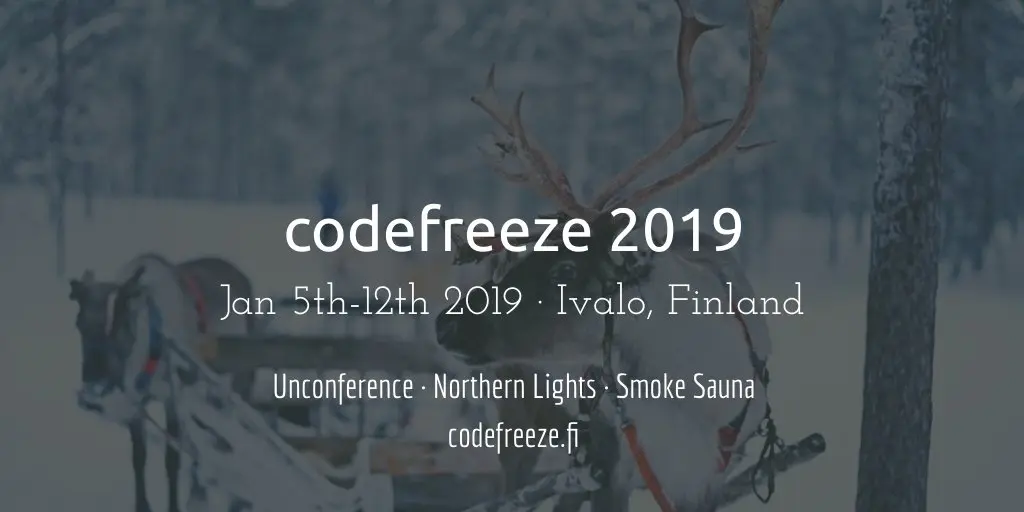 codefreeze 2019
Jan 5th-12th 2019 · Ivalo, Finland
Unconference · Northern Lights · Smoke Sauna
codefreeze.fi